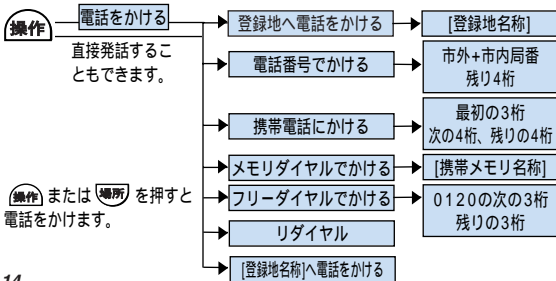 操作
電話をかける
直接発話するこ
ともできます。
登録地へ電話をかける
[登録地名称]
電話番号でかける
市外+市内局番
残り4桁
携帯電話にかける
最初の3桁
次の4桁、残りの4桁
メモリダイヤルでかける
[携帯メモリ名称]
フリーダイヤルでかける
0120の次の3桁
残りの3桁
リダイヤル
[登録地名称]へ電話をかける
操作 または 場所 を押すと
電話をかけます。
14